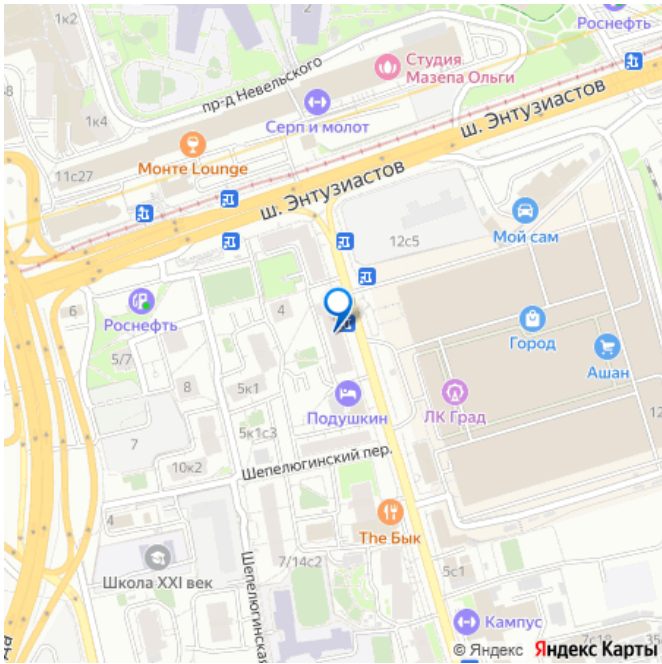 1к2
2
Роснефть
Студия
Мазепа Ольги
пр-д Невельского
1к4
Серп и молот
ш. Энтузиастов
Монте Lounge
11с27
ш. Энтузиастов
12с5
Мой сам
6
Роснефть
4
Город
5/7
Ашан
8
5к1
Подушкин
ЛК Град
5к1с3
7
10к2
Шепелюгинский пер.
4
The Бык
Школа XXI век
7/14с2
5с1
Шепелюгинская
Кампус
7с18
35
© Яндекс Яндекс Карты